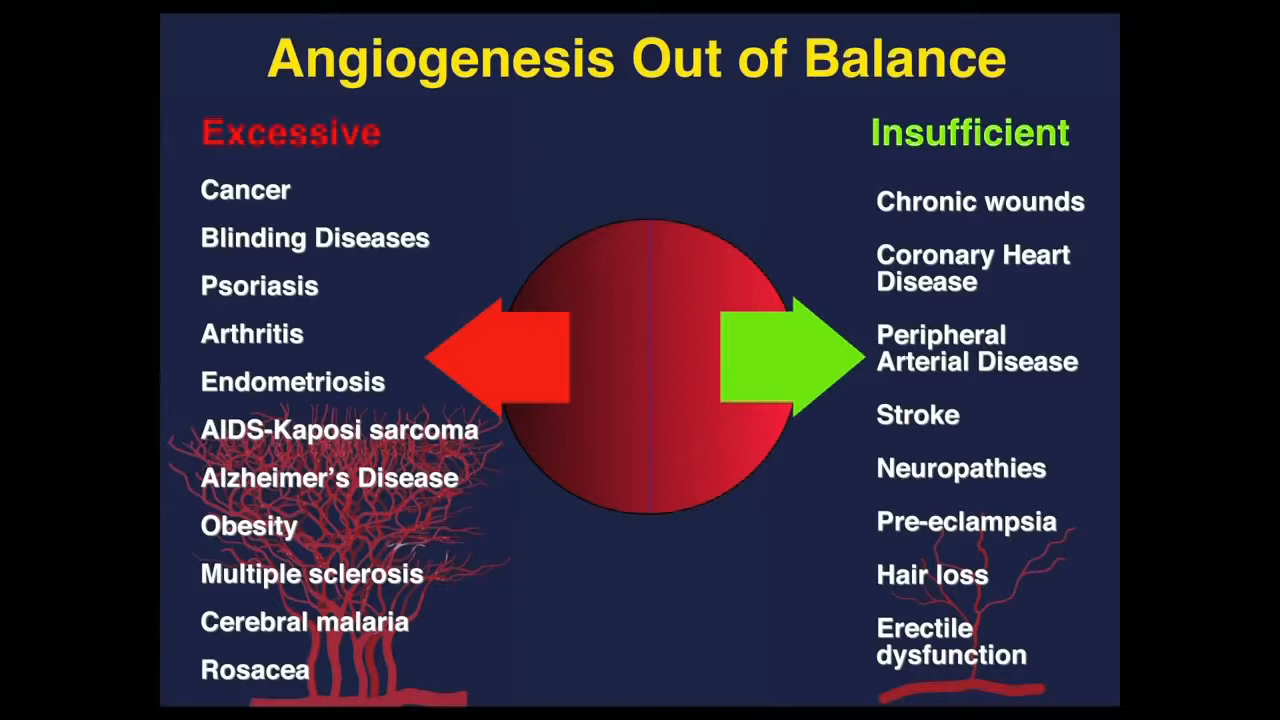 Angiogenesis Out of Balance
Excessive
Cancer
Blinding Diseases
Psoriasis
Arthritis
Endometriosis
AIDS-Kaposi sarcoma
Alzheimer’s Disease
Obesity
Multiple sclerosis
Cerebral malaria
Rosacea
Insufficient
Chronic wounds
Coronary Heart
Disease
Peripheral
Arterial Disease
Stroke
Neuropathies
Pre-eclampsia
Hair loss
Erectile
dysfunction